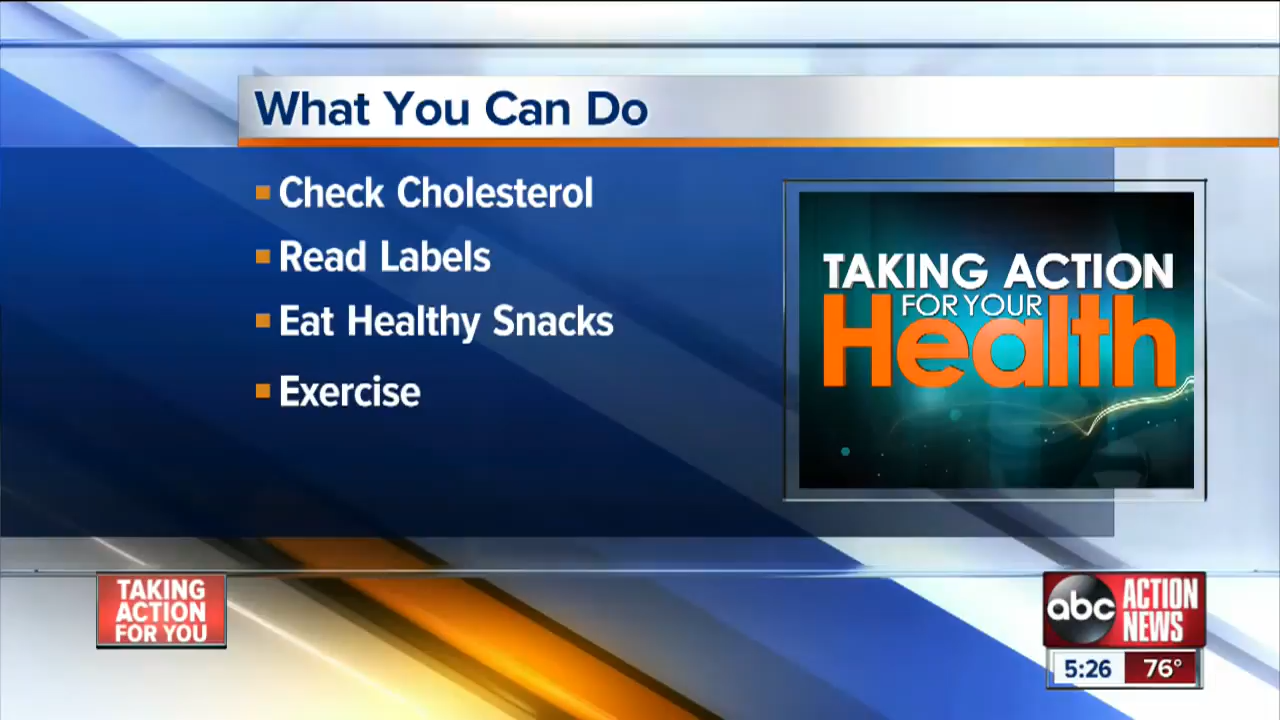 What You Can Do
Check Cholesterol
Read Labels
Eat Healthy Snacks
Exercise
TAKING ACTION
FOR YOUR
Health
TAKING
ACTION
FOR YOU
abc
ACTION
NEWS
5:26 76°